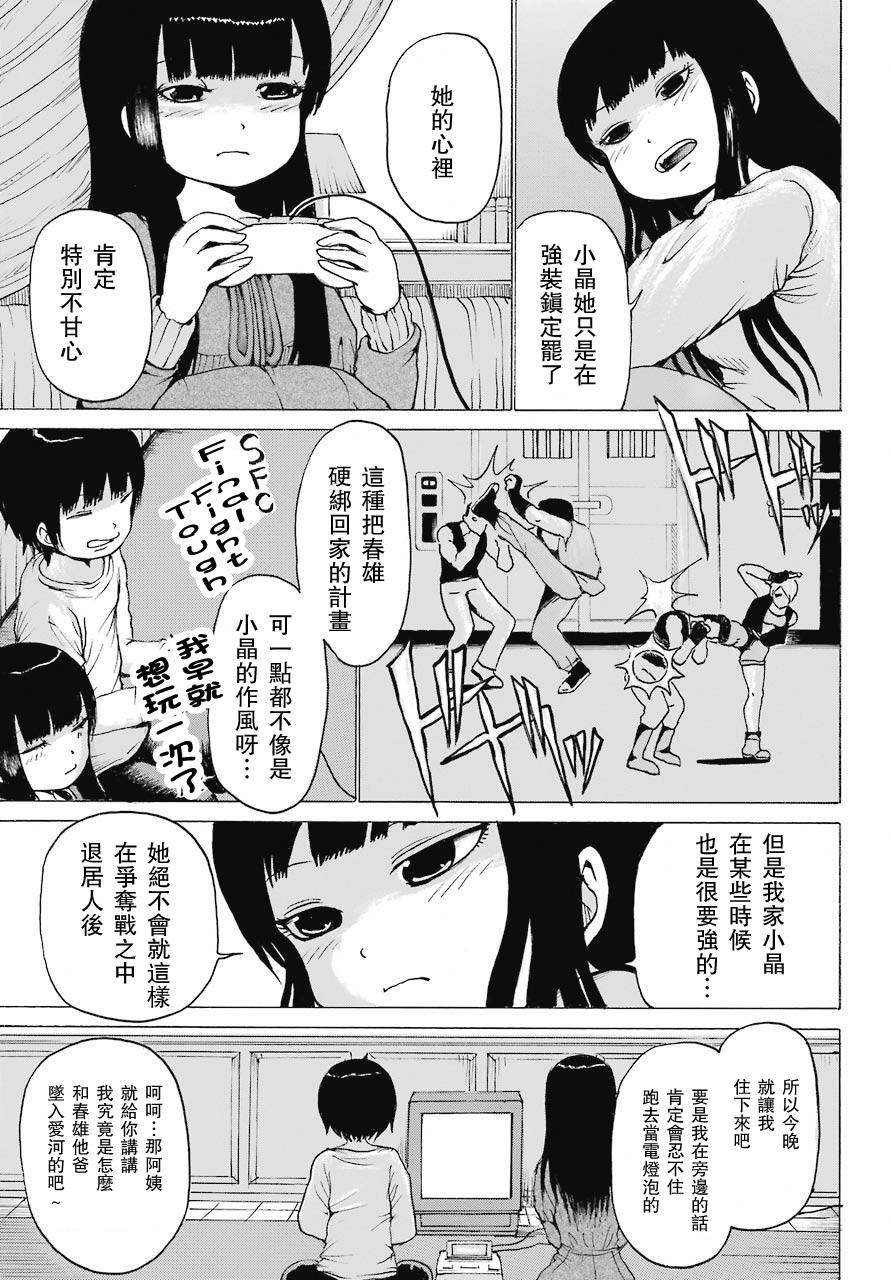 小晶她只是在
強裝鎮定罷了
她的心裡
肯定
特別不甘心
這種把春雄
硬綁回家的計畫
可一點都不像是
小晶的作風呀…
SFC
Final
Fight
Tough
我早就
想玩一次了
但是我家小晶
在某些時候
也是很要強的…
她絕不會就這樣
在爭奪戰之中
退居人後
所以今晚
就讓我
住下來吧
要是我在旁邊的話
肯定會忍不住
跑去當電燈泡的
呵呵…那阿姨
就給你講講
我究竟是怎麼
和春雄他爸
墜入愛河的吧~